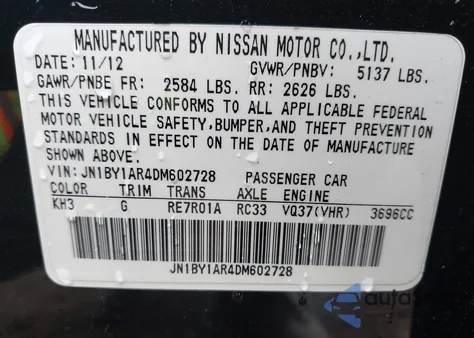 MANUFACTURED BY NISSAN MOTOR CO.,LTD.
DATE: 11/12 GVWR/PNBV: 5137 LBS.
GAWR/PNBE FR: 2584 LBS. RR: 2626 LBS.
THIS VEHICLE CONFORMS TO ALL APPLICABLE FEDERAL
MOTOR VEHICLE SAFETY, BUMPER, AND THEFT PREVENTION
STANDARDS IN EFFECT ON THE DATE OF MANUFACTURE
SHOWN ABOVE.
VIN: JN1BY1AR4DM602728 PASSENGER CAR
COLOR TRIM TRANS AXLE ENGINE
KH3 G RE7R01A RC33 VQ37(VHR) 3696CC
JN1BY1AR4DM602728